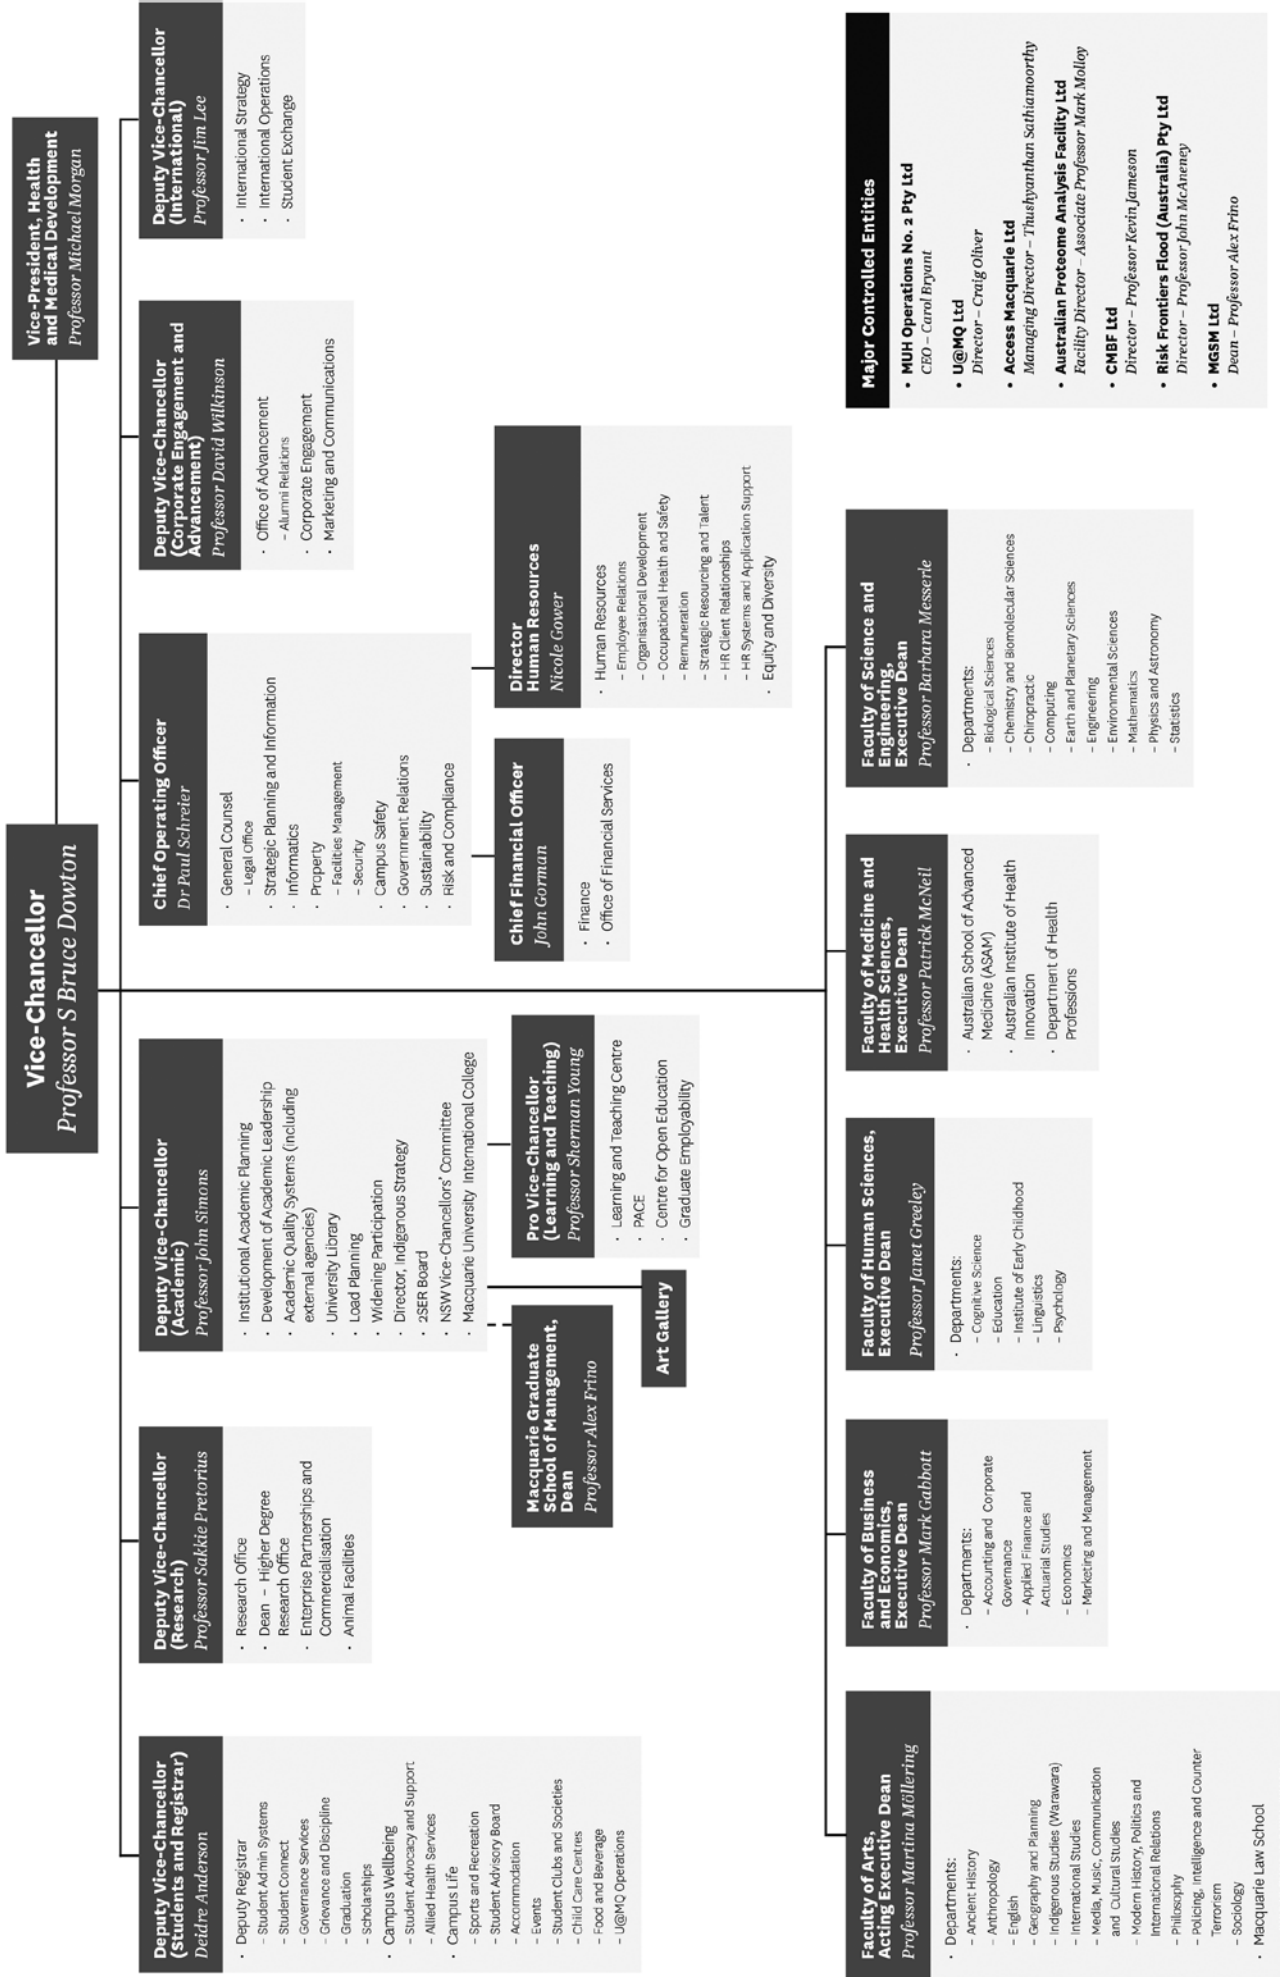 Vice-Chancellor
Professor S Bruce Dowton
Vice-President, Health
and Medical Development
Professor Michael Morgan
Deputy Vice-Chancellor
(Students and Registrar)
Deidre Anderson
· Deputy Registrar
– Student Admin Systems
– Student Connect
– Governance Services
– Grievance and Discipline
– Graduation
– Scholarships
· Campus Wellbeing
– Student Advocacy and Support
– Allied Health Services
· Campus Life
– Sports and Recreation
– Student Advisory Board
– Accommodation
– Events
– Student Clubs and Societies
– Child Care Centres
– Food and Beverage
– U@MQ Operations
Deputy Vice-Chancellor
(Research)
Professor Sakkie Pretorius
· Research Office
· Dean – Higher Degree
Research Office
· Enterprise Partnerships and
Commercialisation
· Animal Facilities
Deputy Vice-Chancellor
(Academic)
Professor John Simons
· Institutional Academic Planning
· Development of Academic Leadership
· Academic Quality Systems (including
external agencies)
· University Library
· Load Planning
· Widening Participation
· Director, Indigenous Strategy
· 2SER Board
· NSW Vice-Chancellors' Committee
· Macquarie University International College
Macquarie Graduate
School of Management,
Dean
Professor Alex Frino
Art Gallery
Pro Vice-Chancellor
(Learning and Teaching)
Professor Sherman Young
· Learning and Teaching Centre
· PACE
· Centre for Open Education
· Graduate Employability
Chief Operating Officer
Dr Paul Schreier
· General Counsel
– Legal Office
· Strategic Planning and Information
· Informatics
· Property
– Facilities Management
– Security
· Campus Safety
· Government Relations
· Sustainability
· Risk and Compliance
Chief Financial Officer
John Gorman
· Finance
· Office of Financial Services
Director
Human Resources
Nicole Gower
· Human Resources
– Employee Relations
– Organisational Development
– Occupational Health and Safety
– Remuneration
– Strategic Resourcing and Talent
– HR Client Relationships
– HR Systems and Application Support
· Equity and Diversity
Deputy Vice-Chancellor
(Corporate Engagement and
Advancement)
Professor David Wilkinson
· Office of Advancement
– Alumni Relations
· Corporate Engagement
· Marketing and Communications
Deputy Vice-Chancellor
(International)
Professor Jim Lee
· International Strategy
· International Operations
· Student Exchange
Faculty of Arts,
Acting Executive Dean
Professor Martina Möllering
· Departments:
– Ancient History
– Anthropology
– English
– Geography and Planning
– Indigenous Studies (Warawara)
– International Studies
– Media, Music, Communication
and Cultural Studies
– Modern History, Politics and
International Relations
– Philosophy
– Policing, Intelligence and Counter
Terrorism
– Sociology
· Macquarie Law School
Faculty of Business
and Economics,
Executive Dean
Professor Mark Gabbott
· Departments:
– Accounting and Corporate
Governance
– Applied Finance and
Actuarial Studies
– Economics
– Marketing and Management
Faculty of Human Sciences,
Executive Dean
Professor Janet Greeley
· Departments:
– Cognitive Science
– Education
– Institute of Early Childhood
– Linguistics
– Psychology
Faculty of Medicine and
Health Sciences,
Executive Dean
Professor Patrick McNeil
· Australian School of Advanced
Medicine (ASAM)
· Australian Institute of Health
Innovation
· Department of Health
Professions
Faculty of Science and
Engineering,
Executive Dean
Professor Barbara Messerle
· Departments:
– Biological Sciences
– Chemistry and Biomolecular Sciences
– Chiropractic
– Computing
– Earth and Planetary Sciences
– Engineering
– Environmental Sciences
– Mathematics
– Physics and Astronomy
– Statistics
Major Controlled Entities
• MUH Operations No. 2 Pty Ltd
CEO – Carol Bryant
• U@MQ Ltd
Director – Craig Oliver
• Access Macquarie Ltd
Managing Director – Thushyanthan Sathiamoorthy
• Australian Proteome Analysis Facility Ltd
Facility Director – Associate Professor Mark Molloy
• CMBF Ltd
Director – Professor Kevin Jameson
• Risk Frontiers Flood (Australia) Pty Ltd
Director – Professor John McAneney
• MGSM Ltd
Dean – Professor Alex Frino